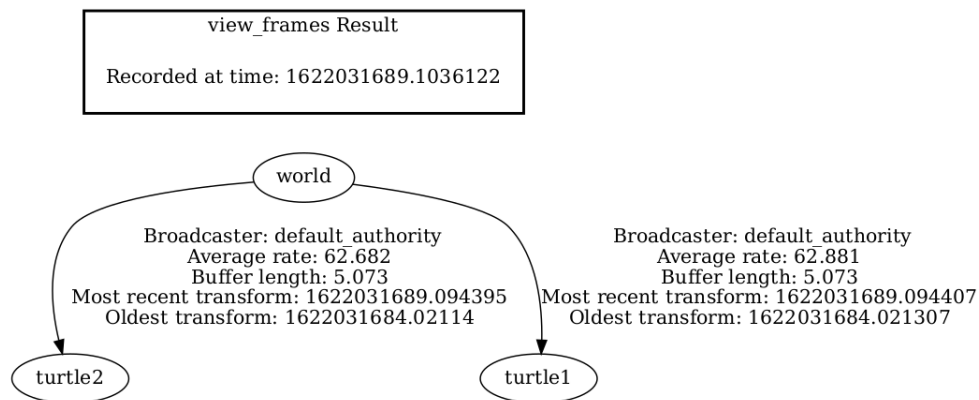 view_frames Result
Recorded at time: 1622031689.1036122
world
Broadcaster: default_authority
Average rate: 62.682
Buffer length: 5.073
Most recent transform: 1622031689.094395
Oldest transform: 1622031684.02114
Broadcaster: default_authority
Average rate: 62.881
Buffer length: 5.073
Most recent transform: 1622031689.094407
Oldest transform: 1622031684.021307
turtle2
turtle1